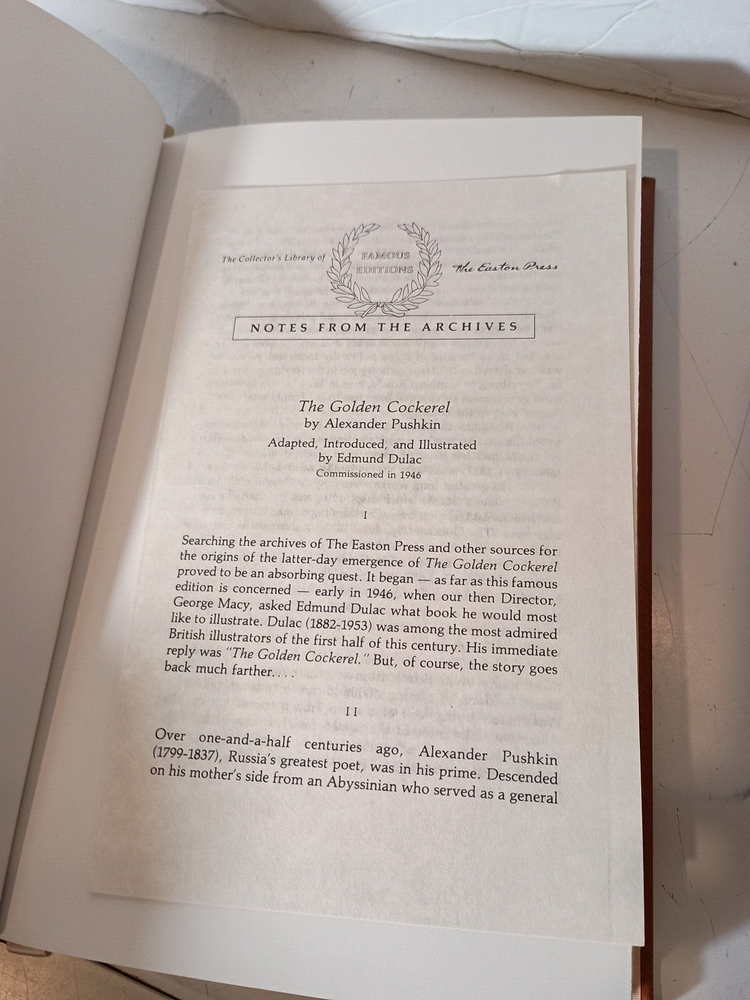 The Collector's Library of
FAMOUS
EDITIONS
The Easton Press
NOTES FROM THE ARCHIVES
The Golden Cockerel
by Alexander Pushkin
Adapted, Introduced, and Illustrated
by Edmund Dulac
Commissioned in 1946
I
Searching the archives of The Easton Press and other sources for
the origins of the latter-day emergence of The Golden Cockerel
proved to be an absorbing quest. It began — as far as this famous
edition is concerned — early in 1946, when our then Director,
George Macy, asked Edmund Dulac what book he would most
like to illustrate. Dulac (1882-1953) was among the most admired
British illustrators of the first half of this century. His immediate
reply was "The Golden Cockerel." But, of course, the story goes
back much farther. . . .
II
Over one-and-a-half centuries ago, Alexander Pushkin
(1799-1837), Russia's greatest poet, was in his prime. Descended
on his mother's side from an Abyssinian who served as a general